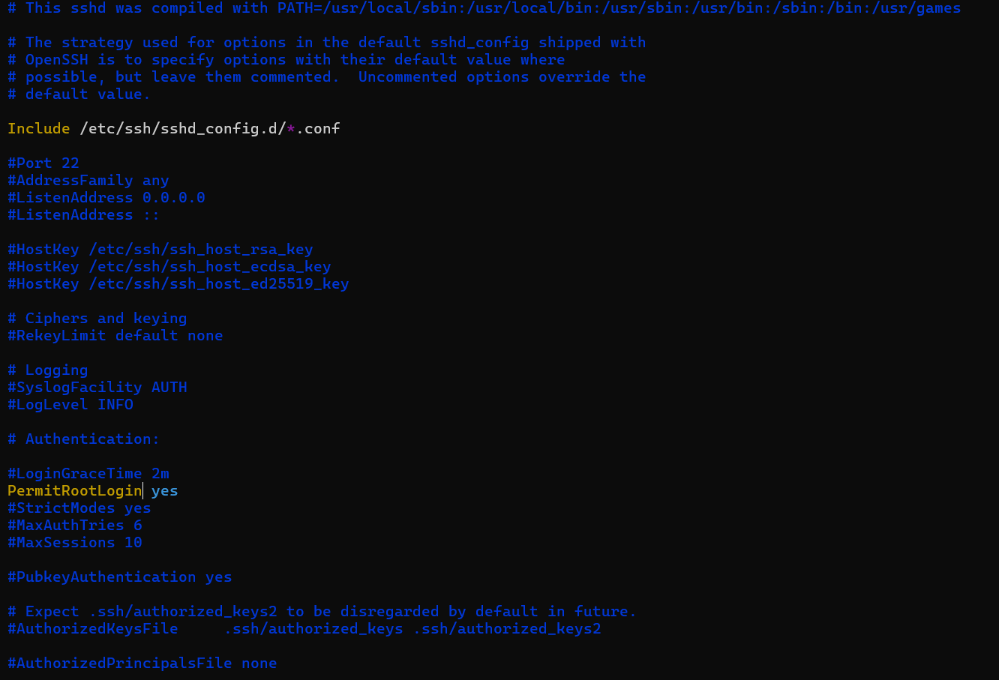 # This sshd was compiled with PATH=/usr/local/sbin:/usr/local/bin:/usr/sbin:/usr/bin:/sbin:/bin:/usr/games

# The strategy used for options in the default sshd_config shipped with
# OpenSSH is to specify options with their default value where
# possible, but leave them commented.  Uncommented options override the
# default value.

Include /etc/ssh/sshd_config.d/*.conf

#Port 22
#AddressFamily any
#ListenAddress 0.0.0.0
#ListenAddress ::

#HostKey /etc/ssh/ssh_host_rsa_key
#HostKey /etc/ssh/ssh_host_ecdsa_key
#HostKey /etc/ssh/ssh_host_ed25519_key

# Ciphers and keying
#RekeyLimit default none

# Logging
#SyslogFacility AUTH
#LogLevel INFO

# Authentication:

#LoginGraceTime 2m
PermitRootLogin yes
#StrictModes yes
#MaxAuthTries 6
#MaxSessions 10

#PubkeyAuthentication yes

# Expect .ssh/authorized_keys2 to be disregarded by default in future.
#AuthorizedKeysFile     .ssh/authorized_keys .ssh/authorized_keys2

#AuthorizedPrincipalsFile none